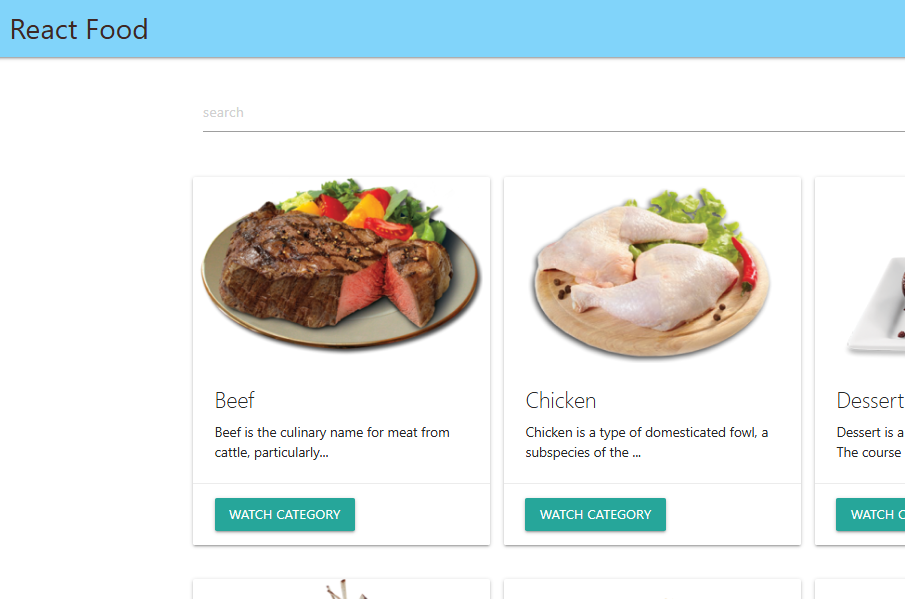 React Food
search
Beef
Beef is the culinary name for meat from
cattle, particularly...
WATCH CATEGORY
Chicken
Chicken is a type of domesticated fowl, a
subspecies of the ...
WATCH CATEGORY
Dessert
Dessert is a
The course
WATCH C